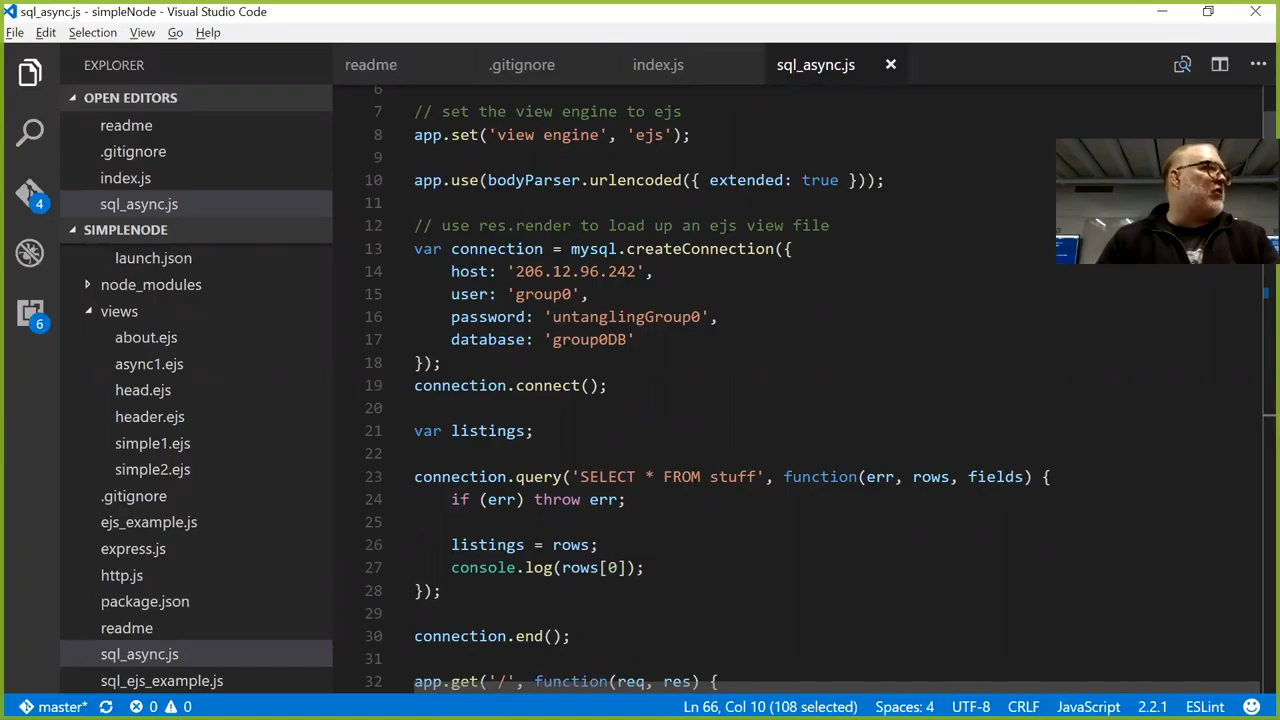 sql_async.js - simpleNode - Visual Studio Code
File Edit Selection View Go Help
EXPLORER
OPEN EDITORS
readme
.gitignore
index.js
sql_async.js
SIMPLENODE
launch.json
node_modules
views
about.ejs
async1.ejs
head.ejs
header.ejs
simple1.ejs
simple2.ejs
.gitignore
ejs_example.js
express.js
http.js
package.json
readme
sql_async.js
sql_ejs_example.js
4
6
readme .gitignore index.js sql_async.js
6
7 // set the view engine to ejs
8 app.set('view engine', 'ejs');
9
10 app.use(bodyParser.urlencoded({ extended: true }));
11
12 // use res.render to load up an ejs view file
13 var connection = mysql.createConnection({
14 host: '206.12.96.242',
15 user: 'group0',
16 password: 'untanglingGroup0',
17 database: 'group0DB'
18 });
19 connection.connect();
20
21 var listings;
22
23 connection.query('SELECT * FROM stuff', function(err, rows, fields) {
24 if (err) throw err;
25
26 listings = rows;
27 console.log(rows[0]);
28 });
29
30 connection.end();
31
32 app.get('/', function(req, res) {
master* 0 0 Ln 66, Col 10 (108 selected) Spaces: 4 UTF-8 CRLF JavaScript 2.2.1 ESLint